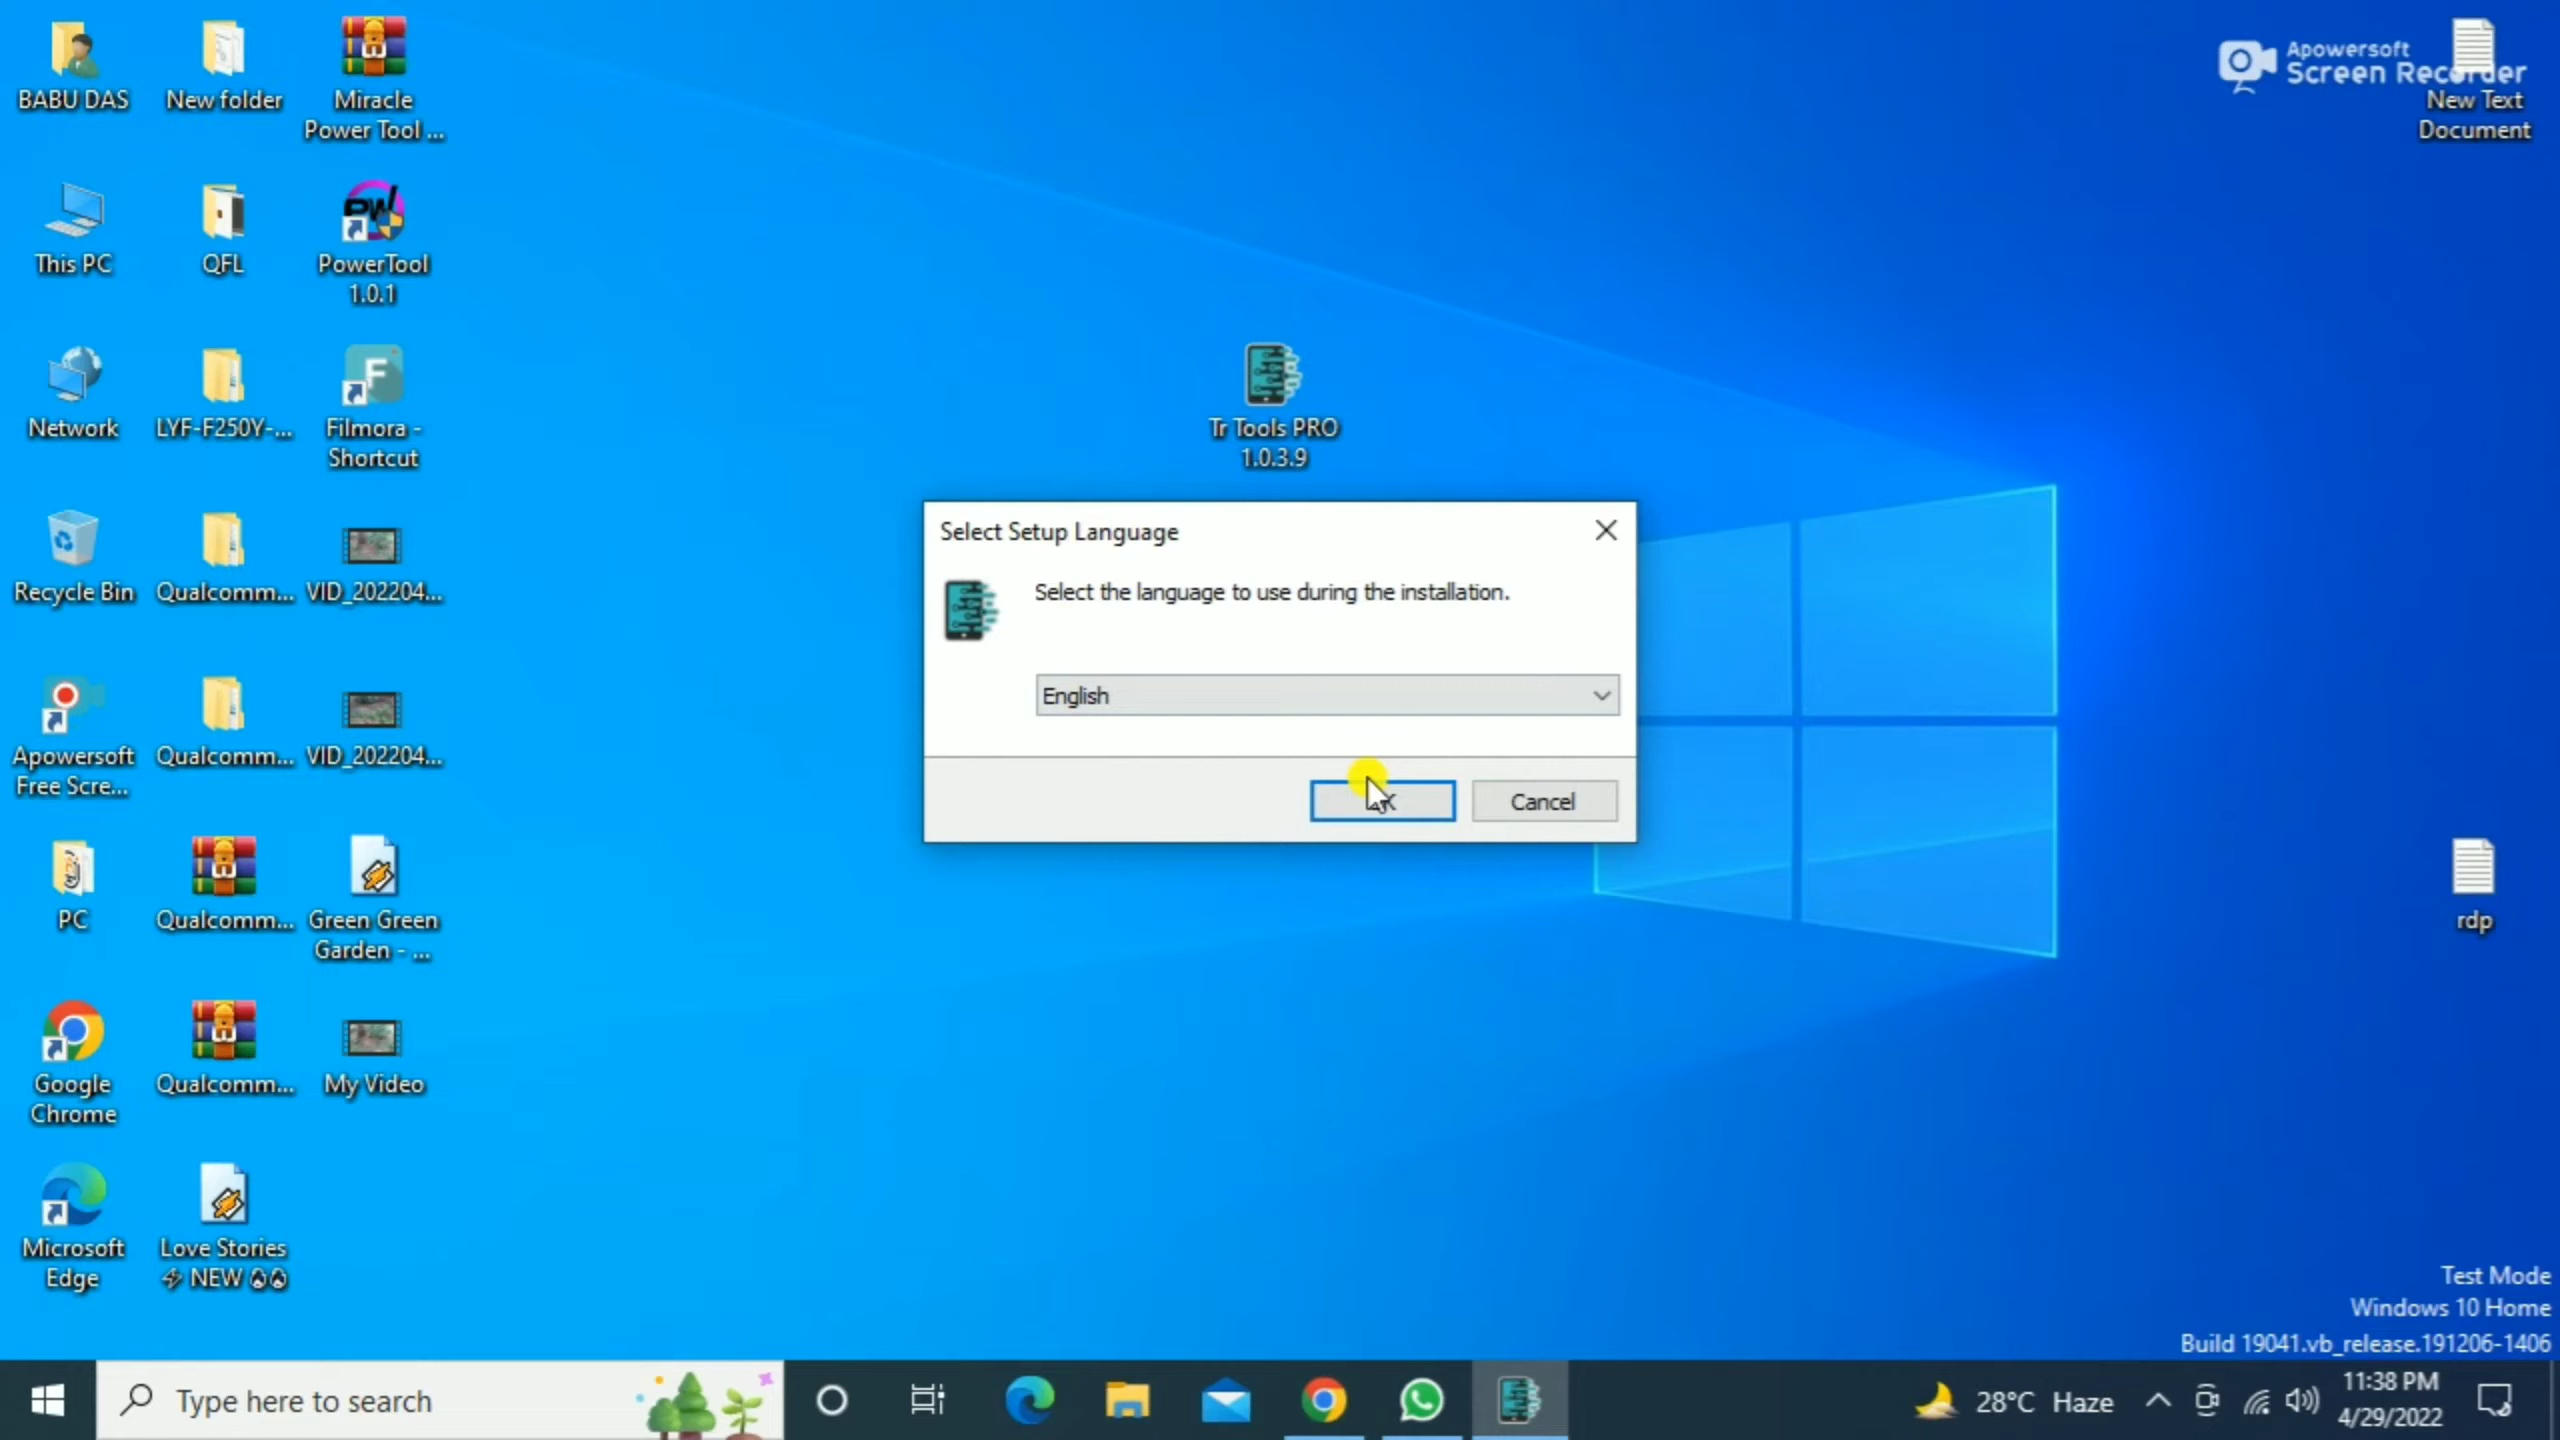 BABU DAS
New folder
Miracle
Power Tool ...
Apowersoft
Screen Recorder
New Text
Document
This PC
QFL
PowerTool
1.0.1
Network
LYF-F250Y-...
Filmora -
Shortcut
Tr Tools PRO
1.0.3.9
Select Setup Language
Select the language to use during the installation.
English
Cancel
Recycle Bin
Qualcomm...
VID_202204...
Apowersoft
Free Scre...
Qualcomm...
VID_202204...
PC
Qualcomm...
Green Green
Garden - ...
rdp
Google
Chrome
Qualcomm...
My Video
Microsoft
Edge
Love Stories
⚡ NEW 🔥🔥
Test Mode
Windows 10 Home
Build 19041.vb_release.191206-1406
Type here to search
28°C Haze
11:38 PM
4/29/2022